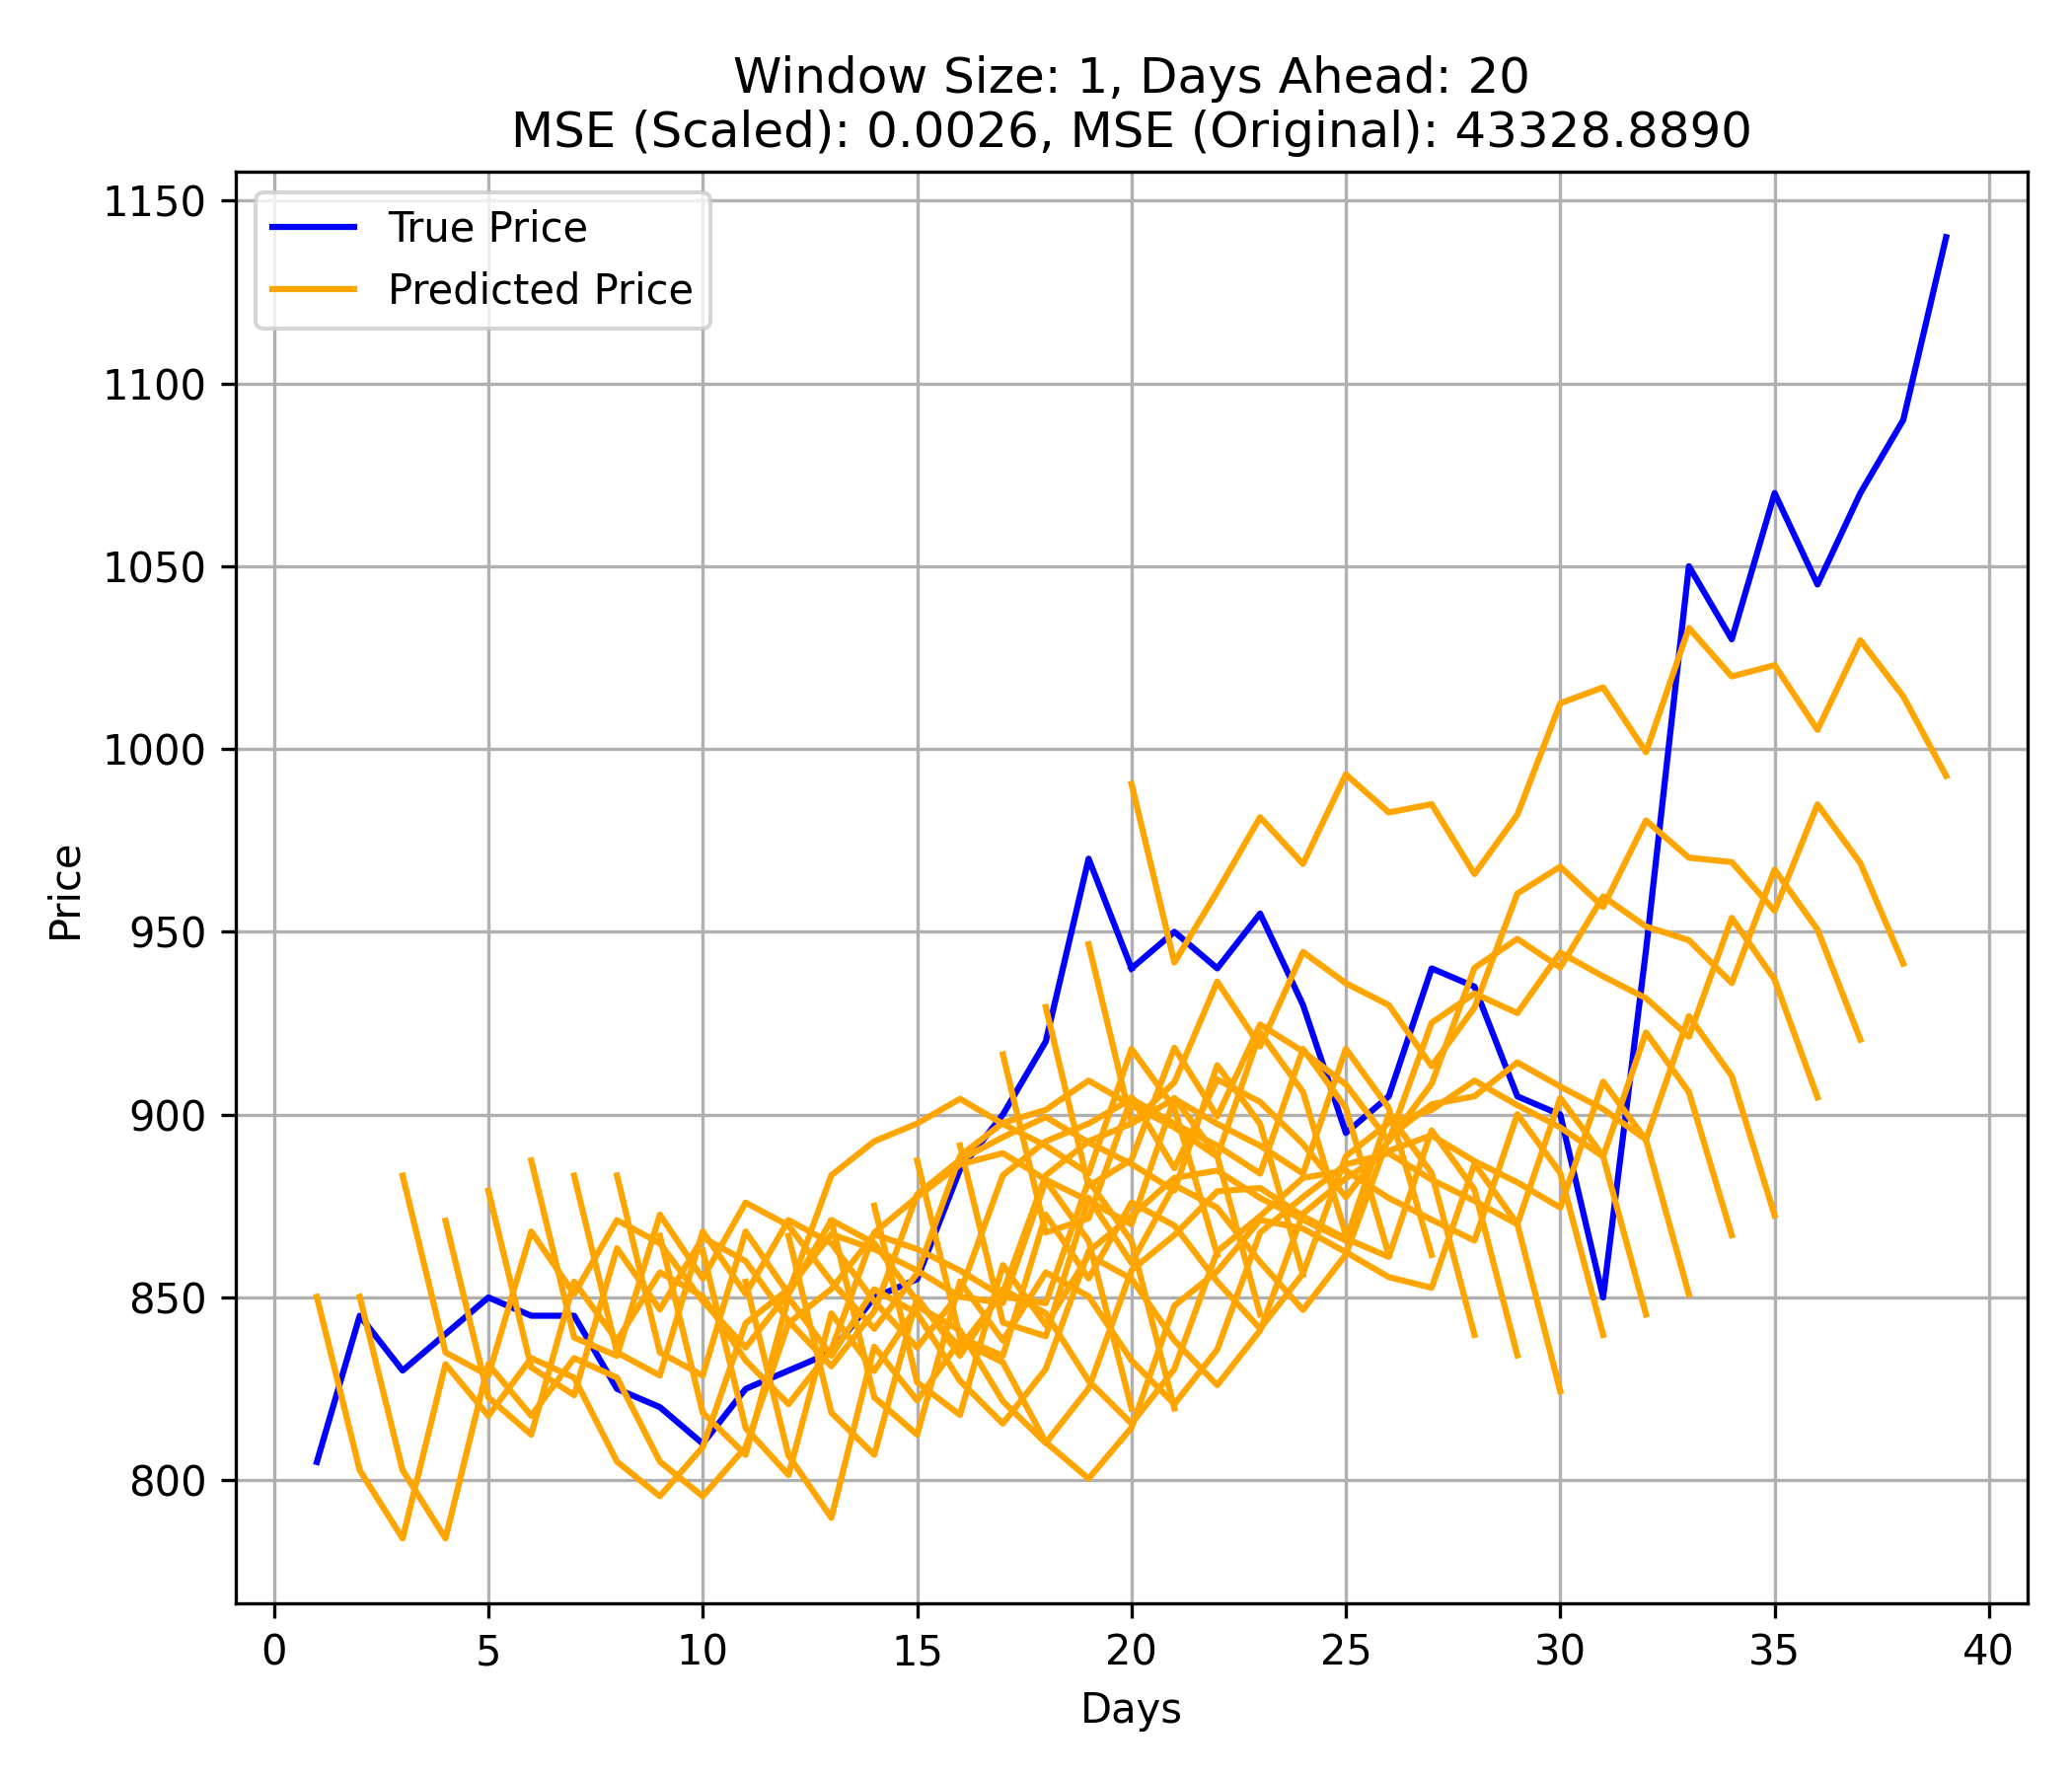 Window Size: 1, Days Ahead: 20
MSE (Scaled): 0.0026, MSE (Original): 43328.8890
True Price
Predicted Price
1150
1100
1050
1000
950
900
850
800
Price
0 5 10 15 20 25 30 35 40
Days